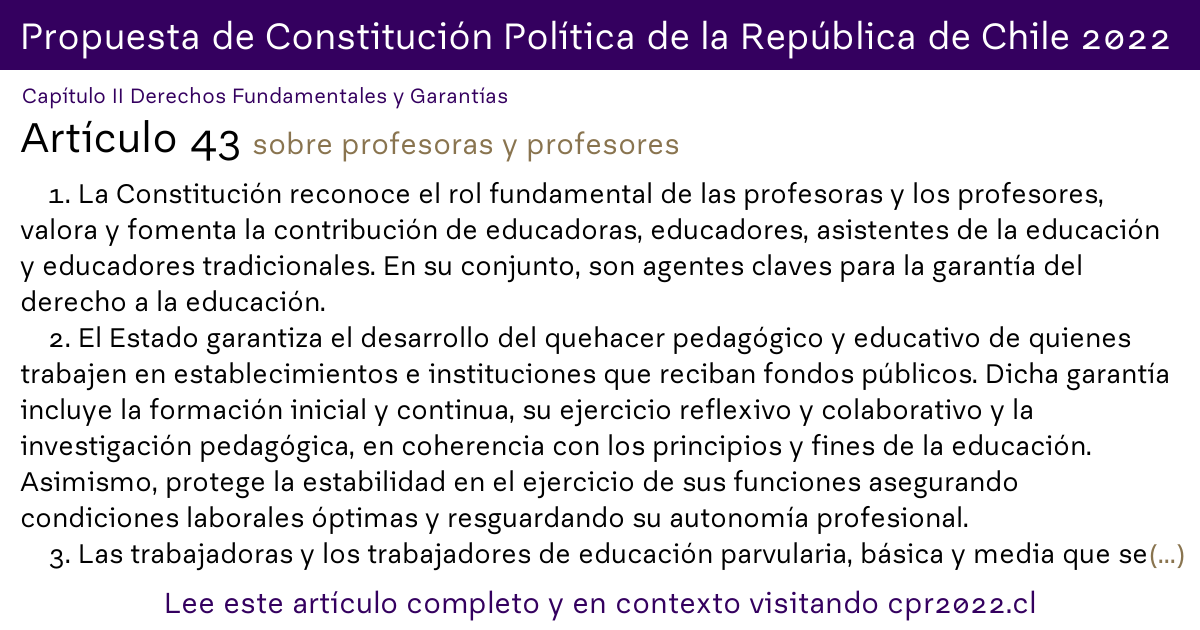 Propuesta de Constitución Política de la República de Chile 2022
Capítulo II Derechos Fundamentales y Garantías
Artículo 43 sobre profesoras y profesores
1. La Constitución reconoce el rol fundamental de las profesoras y los profesores,
valora y fomenta la contribución de educadoras, educadores, asistentes de la educación
y educadores tradicionales. En su conjunto, son agentes claves para la garantía del
derecho a la educación.
2. El Estado garantiza el desarrollo del quehacer pedagógico y educativo de quienes
trabajen en establecimientos e instituciones que reciban fondos públicos. Dicha garantía
incluye la formación inicial y continua, su ejercicio reflexivo y colaborativo y la
investigación pedagógica, en coherencia con los principios y fines de la educación.
Asimismo, protege la estabilidad en el ejercicio de sus funciones asegurando
condiciones laborales óptimas y resguardando su autonomía profesional.
3. Las trabajadoras y los trabajadores de educación parvularia, básica y media que se(...)
Lee este artículo completo y en contexto visitando cpr2022.cl